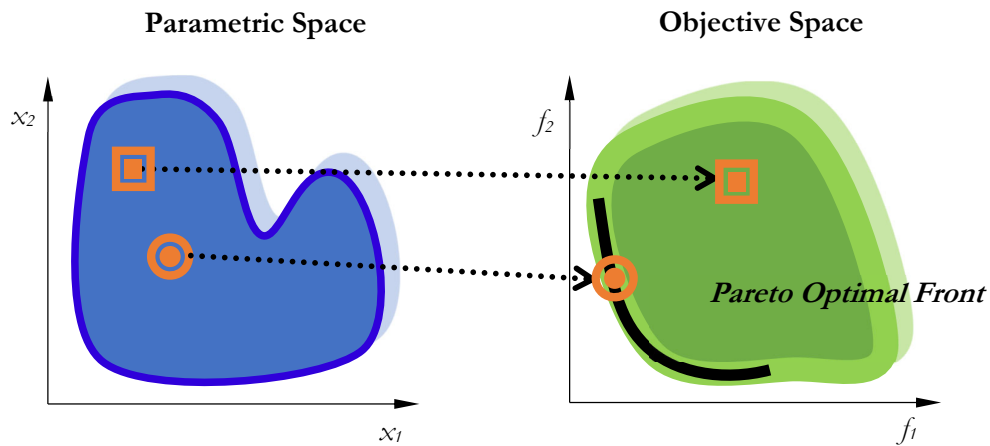 Parametric Space
Objective Space
x2
f2
Pareto Optimal Front
x1
f1